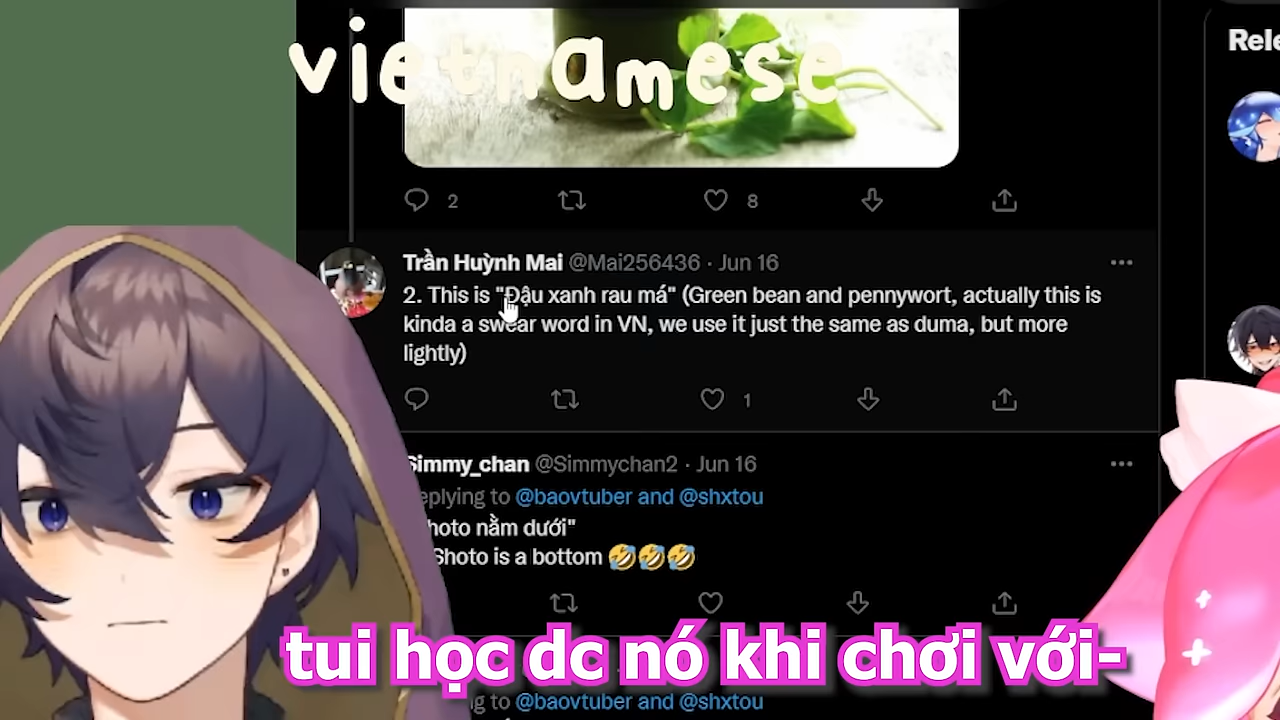 vietnamese
Rele
2
8
Trần Huỳnh Mai @Mai256436 · Jun 16
2. This is "Đậu xanh rau má" (Green bean and pennywort, actually this is
kinda a swear word in VN, we use it just the same as duma, but more
lightly)
1
Simmy_chan @Simmychan2 · Jun 16
eplying to @baovtuber and @shxtou
hoto nằm dưới"
Shoto is a bottom 🤣🤣🤣
tui học dc nó khi chơi với-
g to @baovtuber and @shxtou